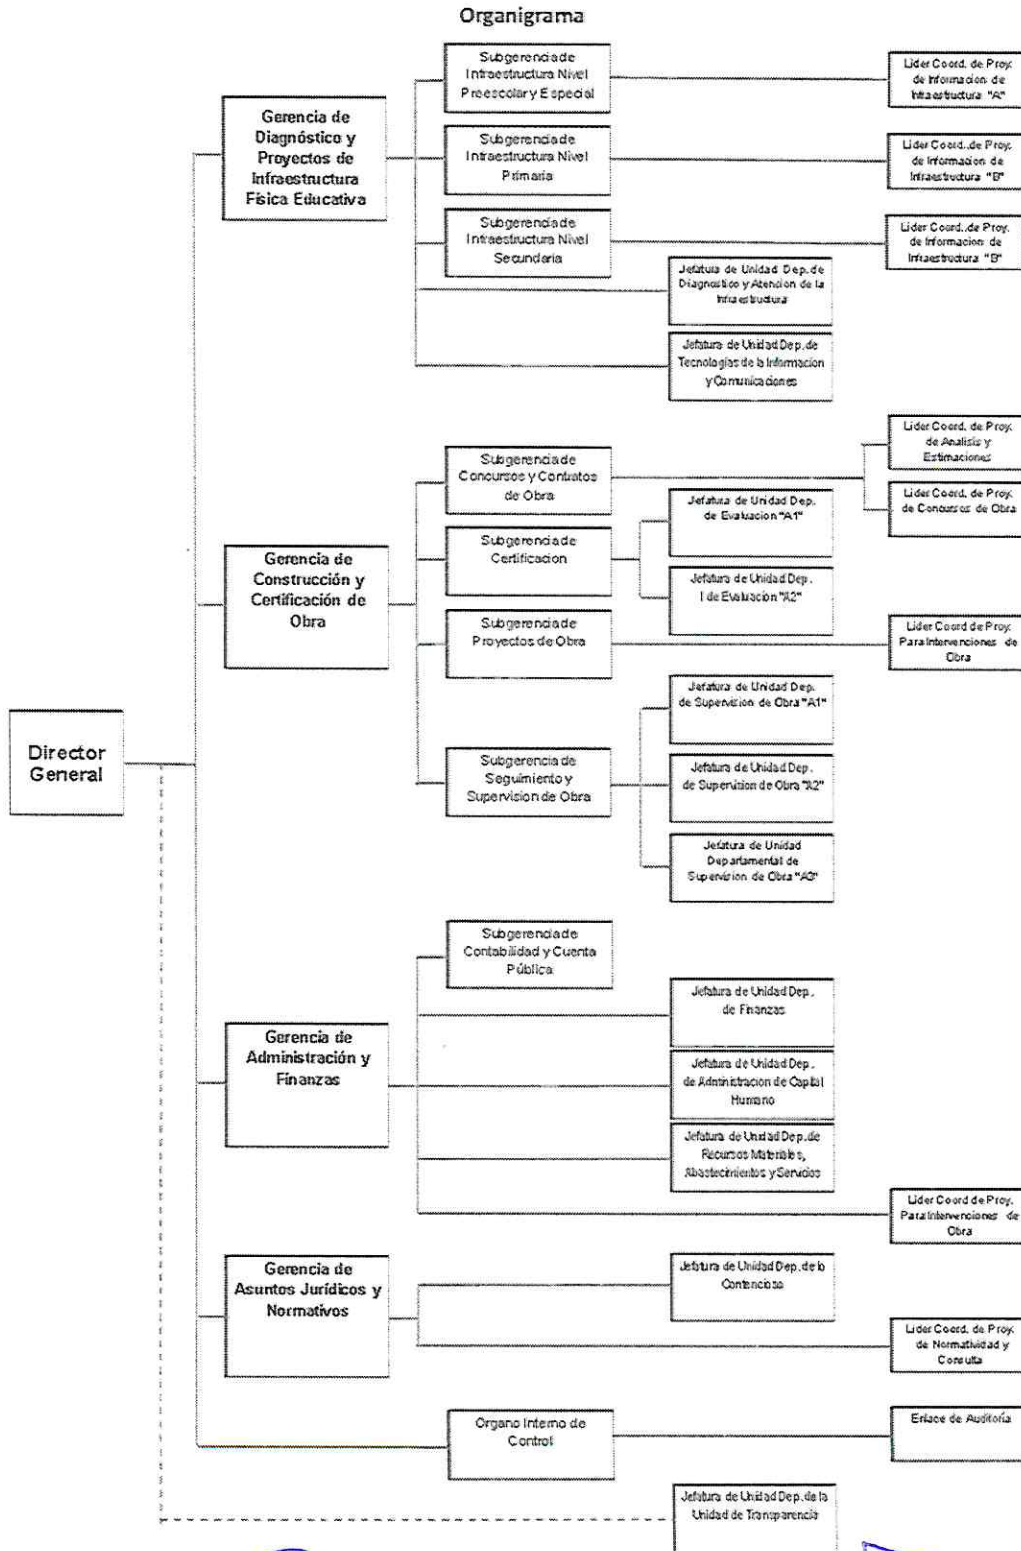 Organigrama
Subgerencia de
Infraestructura Nivel
Preescolar y Especial
Lider Coord. de Proy.
de Informacion de
Infraestructura "A"
Gerencia de
Diagnóstico y
Proyectos de
Infraestructura
Física Educativa
Subgerencia de
Infraestructura Nivel
Primaria
Lider Coord..de Proy.
de Informacion de
Infraestructura "B"
Subgerencia de
Infraestructura Nivel
Secundaria
Lider Coord..de Proy.
de Informacion de
Infraestructura "B"
Jefatura de Unidad Dep. de
Diagnostico y Atencion de la
Infraestructura
Jefatura de Unidad Dep. de
Tecnologías de la Informacion
y Comunicaciones
Subgerencia de
Concursos y Contratos
de Obra
Lider Coord. de Proy.
de Analisis y
Estimaciones
Lider Coord. de Proy.
de Concursos de Obra
Gerencia de
Construcción y
Certificación de
Obra
Subgerencia de
Certificacion
Jefatura de Unidad Dep.
de Evaluacion "A1"
Jefatura de Unidad Dep.
l de Evaluacion "A2"
Subgerencia de
Proyectos de Obra
Lider Coord de Proy.
Para Intervenciones de
Obra
Director
General
Subgerencia de
Seguimiento y
Supervision de Obra
Jefatura de Unidad Dep.
de Supervision de Obra "A1"
Jefatura de Unidad Dep.
de Supervision de Obra "A2"
Jefatura de Unidad
Departamental de
Supervision de Obra "A3"
Subgerencia de
Contabilidad y Cuenta
Pública
Gerencia de
Administración y
Finanzas
Jefatura de Unidad Dep.
de Finanzas
Jefatura de Unidad Dep.
de Administracion de Capital
Humano
Jefatura de Unidad Dep. de
Recursos Materiales,
Abastecimientos y Servicios
Lider Coord de Proy.
Para Intervenciones de
Obra
Gerencia de
Asuntos Jurídicos y
Normativos
Jefatura de Unidad Dep. de lo
Contencioso
Lider Coord. de Proy.
de Normatividad y
Consulta
Organo Interno de
Control
Enlace de Auditoría
Jefatura de Unidad Dep. de la
Unidad de Transparencia